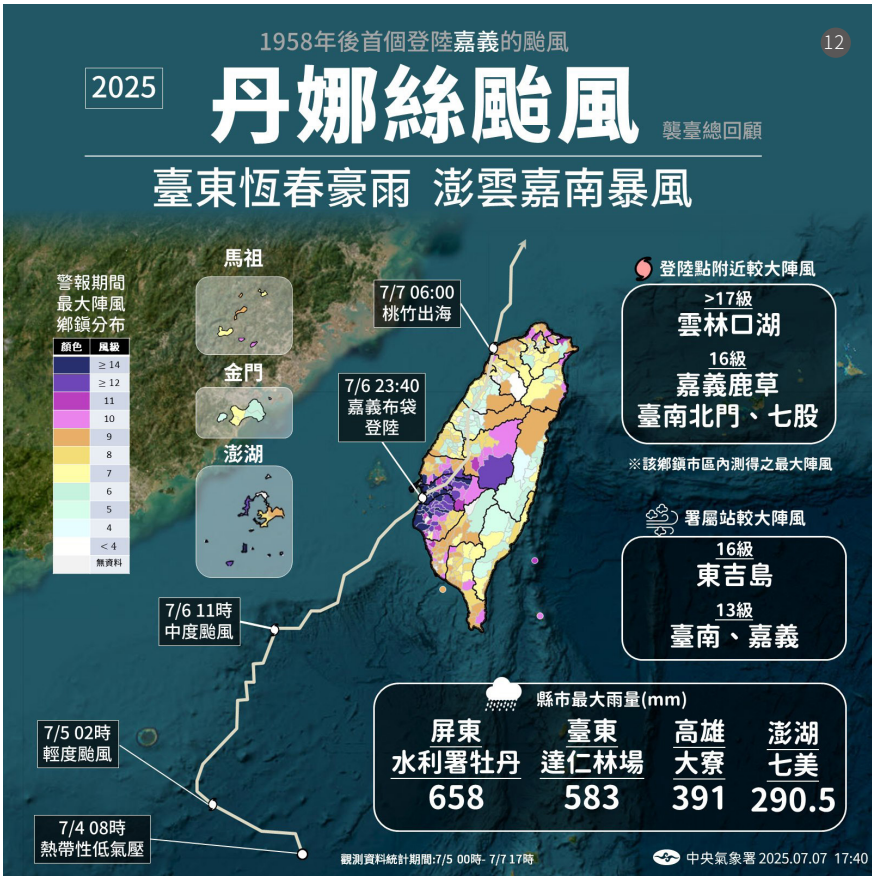 1958年後首個登陸嘉義的颱風
12
2025
丹娜絲颱風
襲臺總回顧
臺東恆春豪雨 澎雲嘉南暴風
警報期間
最大陣風
鄉鎮分布
顏色 風級
≥ 14
≥ 12
11
10
9
8
7
6
5
4
< 4
無資料
馬祖
金門
澎湖
7/7 06:00
桃竹出海
7/6 23:40
嘉義布袋
登陸
7/6 11時
中度颱風
7/5 02時
輕度颱風
7/4 08時
熱帶性低氣壓
登陸點附近較大陣風
>17級
雲林口湖
16級
嘉義鹿草
臺南北門、七股
※該鄉鎮市區內測得之最大陣風
署屬站較大陣風
16級
東吉島
13級
臺南、嘉義
縣市最大雨量(mm)
屏東
水利署牡丹
658
臺東
達仁林場
583
高雄
大寮
391
澎湖
七美
290.5
觀測資料統計期間:7/5 00時- 7/7 17時
中央氣象署 2025.07.07 17:40